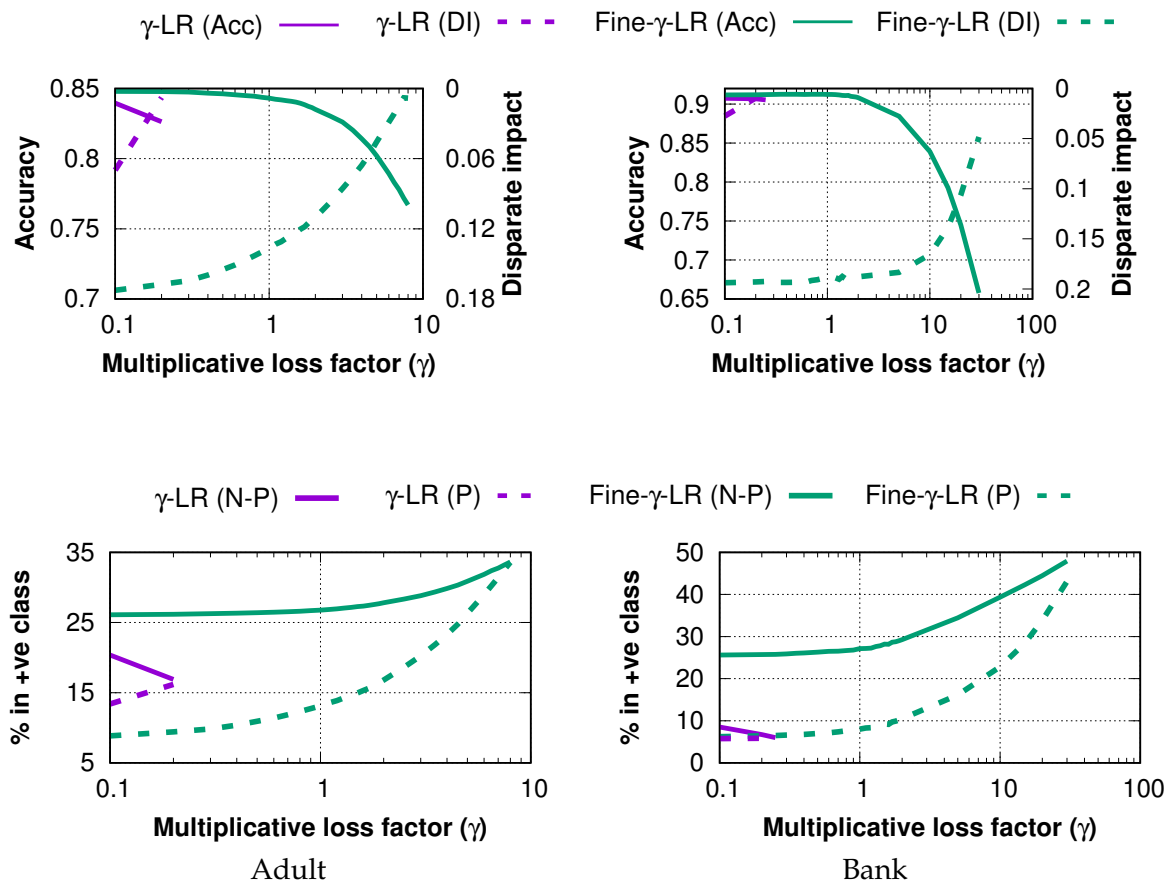 γ-LR (Acc) γ-LR (DI) Fine-γ-LR (Acc) Fine-γ-LR (DI)
0.85
0.8
0.75
0.7
Accuracy
0
0.06
0.12
0.18
Disparate impact
0.1 1 10
Multiplicative loss factor (γ)
0.9
0.85
0.8
0.75
0.7
0.65
Accuracy
0
0.05
0.1
0.15
0.2
Disparate impact
0.1 1 10 100
Multiplicative loss factor (γ)
γ-LR (N-P) γ-LR (P) Fine-γ-LR (N-P) Fine-γ-LR (P)
35
25
15
5
% in +ve class
0.1 1 10
Multiplicative loss factor (γ)
Adult
50
40
30
20
10
0
% in +ve class
0.1 1 10 100
Multiplicative loss factor (γ)
Bank